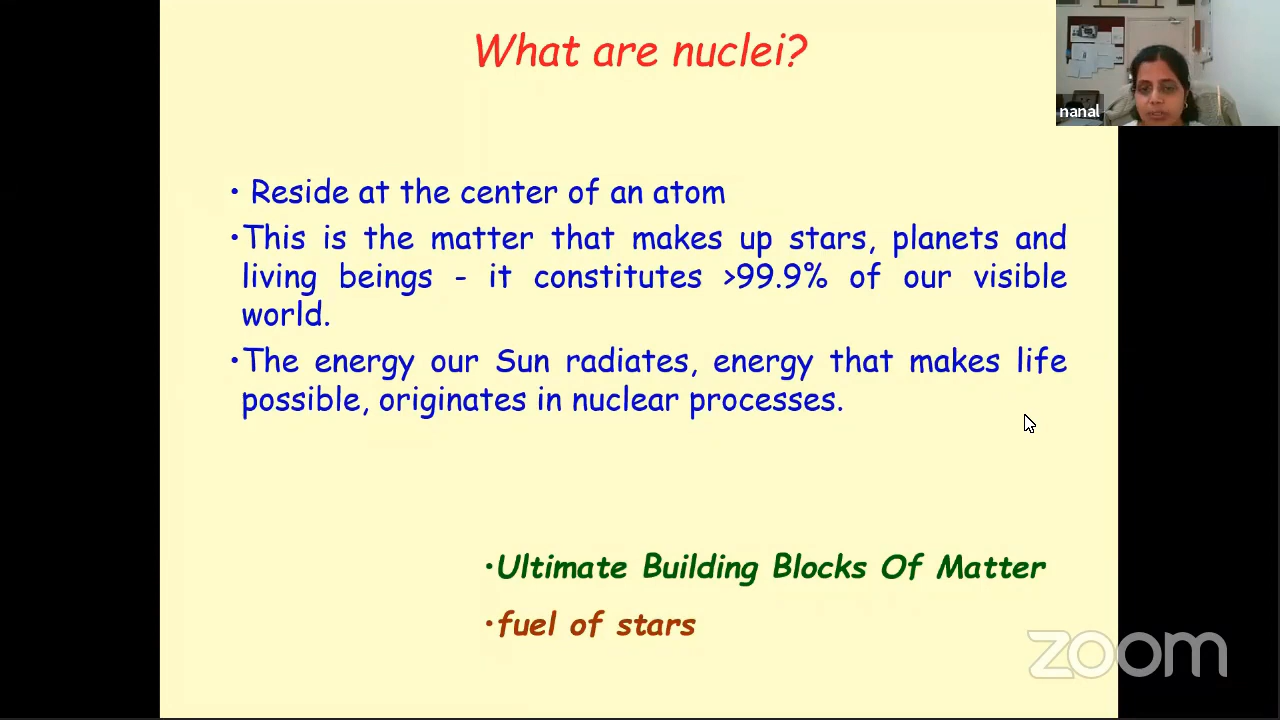 What are nuclei?
nanal
• Reside at the center of an atom
•This is the matter that makes up stars, planets and
living beings - it constitutes >99.9% of our visible
world.
•The energy our Sun radiates, energy that makes life
possible, originates in nuclear processes.
•Ultimate Building Blocks Of Matter
•fuel of stars
zoom